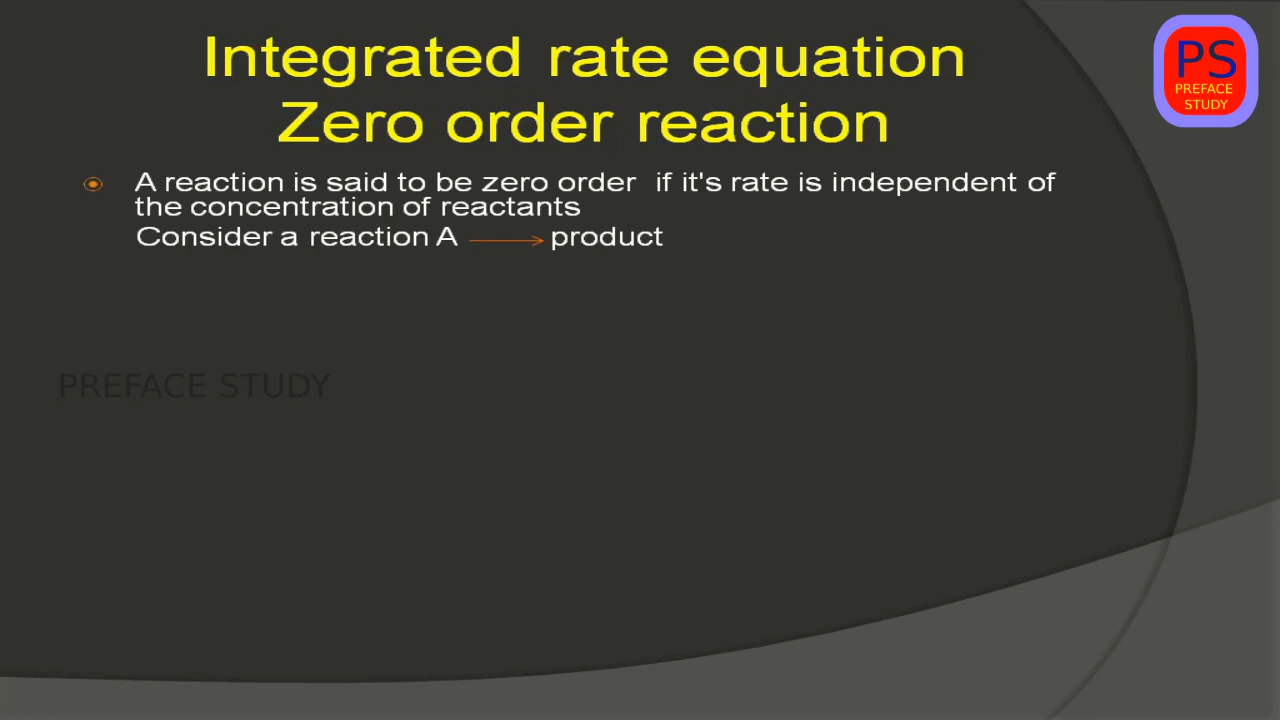 Integrated rate equation
Zero order reaction
PS
PREFACE
STUDY
A reaction is said to be zero order if it's rate is independent of
the concentration of reactants
Consider a reaction A → product
PREFACE STUDY